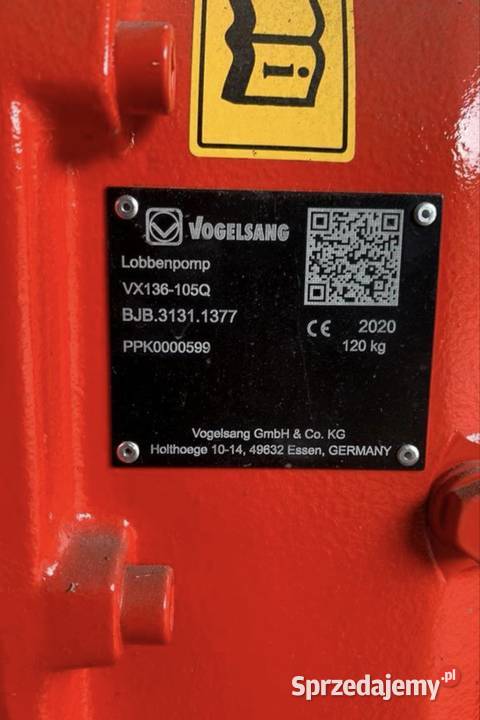 i
VOGELSANG
Lobbenpomp
VX136-105Q
BJB.3131.1377
CE 2020
PPK0000599 120 kg
Vogelsang GmbH & Co. KG
Holthoege 10-14, 49632 Essen, GERMANY
Sprzedajemy.pl